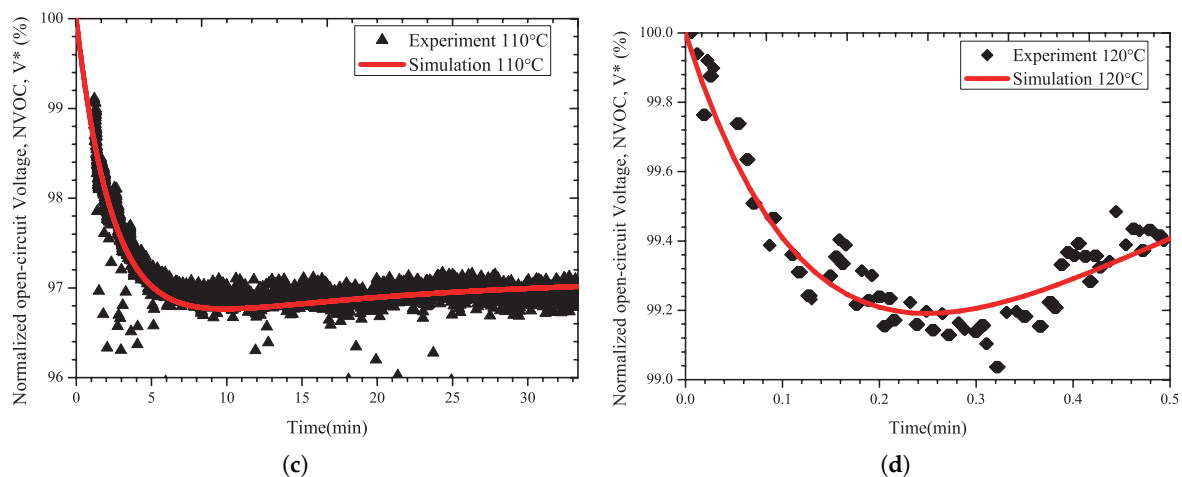 Normalized open-circuit Voltage, NVOC, V* (%)
100
99
98
97
96
0
5
10
15
20
25
30
Time(min)
Experiment 110°C
Simulation 110°C
(c)
Normalized open-circuit Voltage, NVOC, V* (%)
100.0
99.8
99.6
99.4
99.2
99.0
0.0
0.1
0.2
0.3
0.4
0.5
Time(min)
Experiment 120°C
Simulation 120°C
(d)